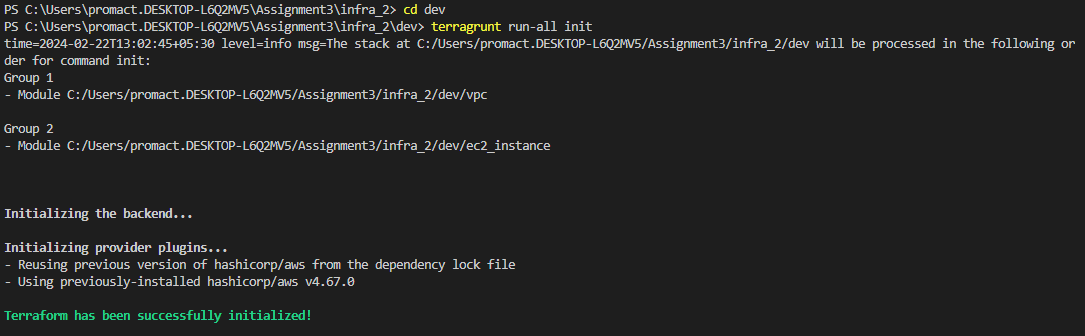 PS C:\Users\promact.DESKTOP-L6Q2MV5\Assignment3\infra_2> cd dev
PS C:\Users\promact.DESKTOP-L6Q2MV5\Assignment3\infra_2\dev> terragrunt run-all init
time=2024-02-22T13:02:45+05:30 level=info msg=The stack at C:/Users/promact.DESKTOP-L6Q2MV5/Assignment3/infra_2/dev will be processed in the following or
der for command init:
Group 1
- Module C:/Users/promact.DESKTOP-L6Q2MV5/Assignment3/infra_2/dev/vpc
Group 2
- Module C:/Users/promact.DESKTOP-L6Q2MV5/Assignment3/infra_2/dev/ec2_instance
Initializing the backend...
Initializing provider plugins...
- Reusing previous version of hashicorp/aws from the dependency lock file
- Using previously-installed hashicorp/aws v4.67.0
Terraform has been successfully initialized!